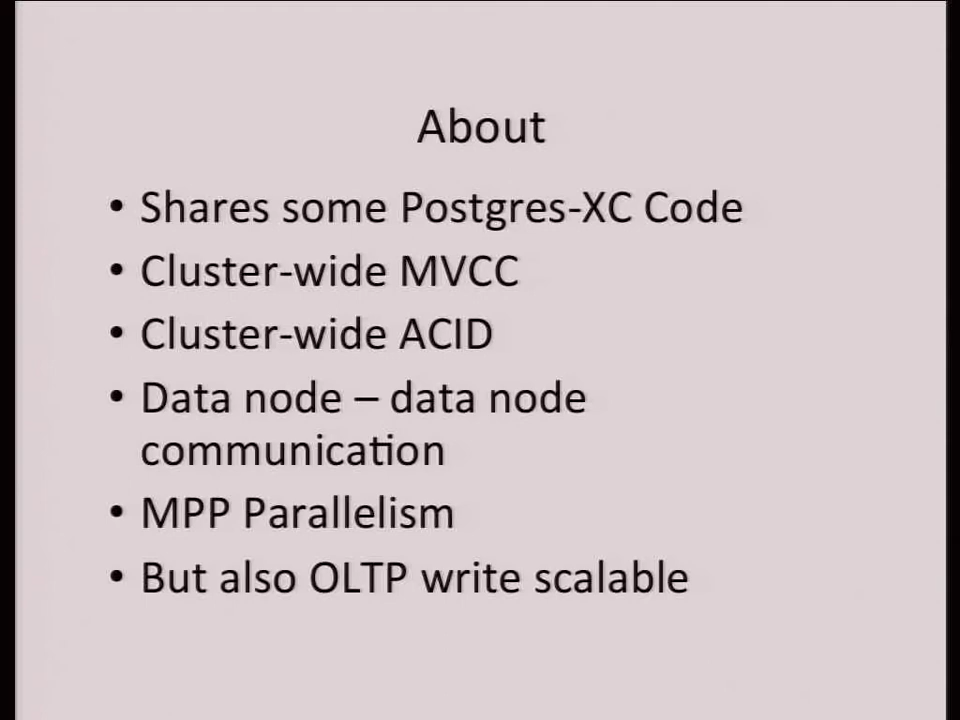 About
• Shares some Postgres-XC Code
• Cluster-wide MVCC
• Cluster-wide ACID
• Data node – data node
communication
• MPP Parallelism
• But also OLTP write scalable